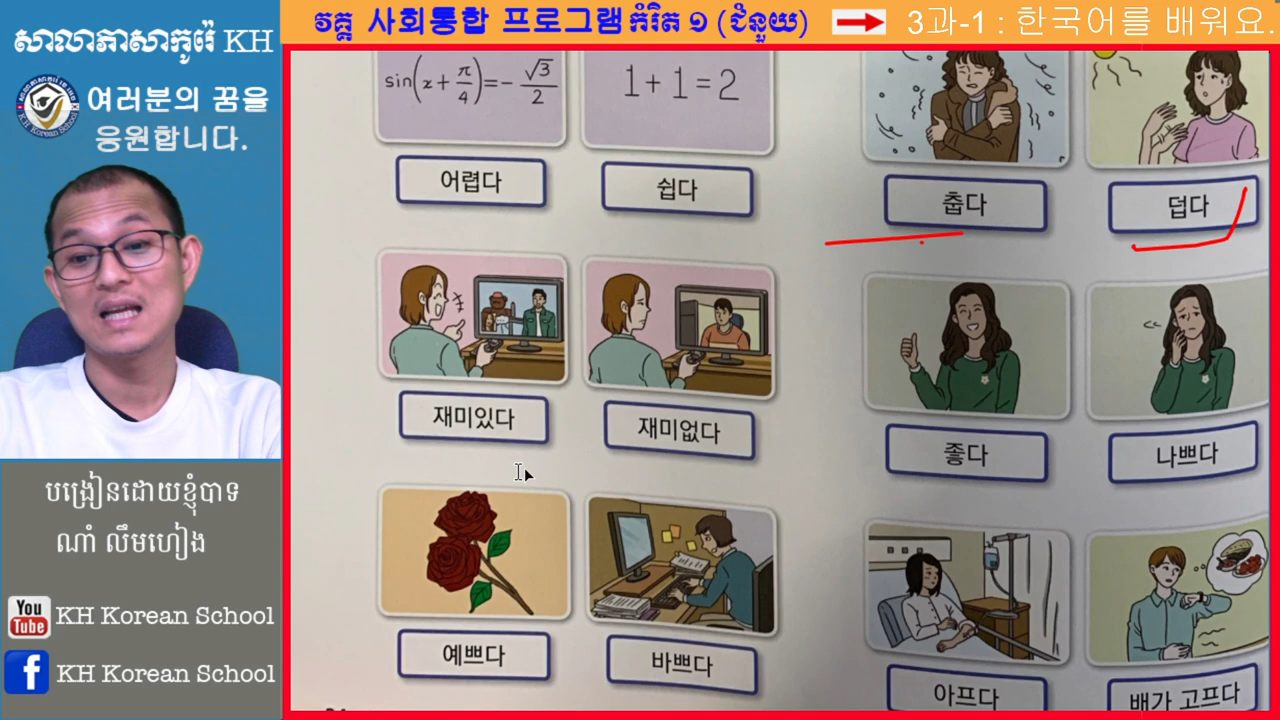 សាលាភាសាកូរ៉េ KH
여러분의 꿈을
응원합니다.
វគ្គ 사회통합 프로그램 កំរិត ១ (ជំនួយ)
3과-1 : 한국어를 배워요.
sin(x + π/4) = - √3/2
1 + 1 = 2
어렵다
쉽다
춥다
덥다
재미있다
재미없다
좋다
나쁘다
예쁘다
바쁘다
아프다
배가 고프다
បង្រៀនដោយខ្ញុំបាទ
ណាំ លឹមហៀង
You Tube KH Korean School
f KH Korean School